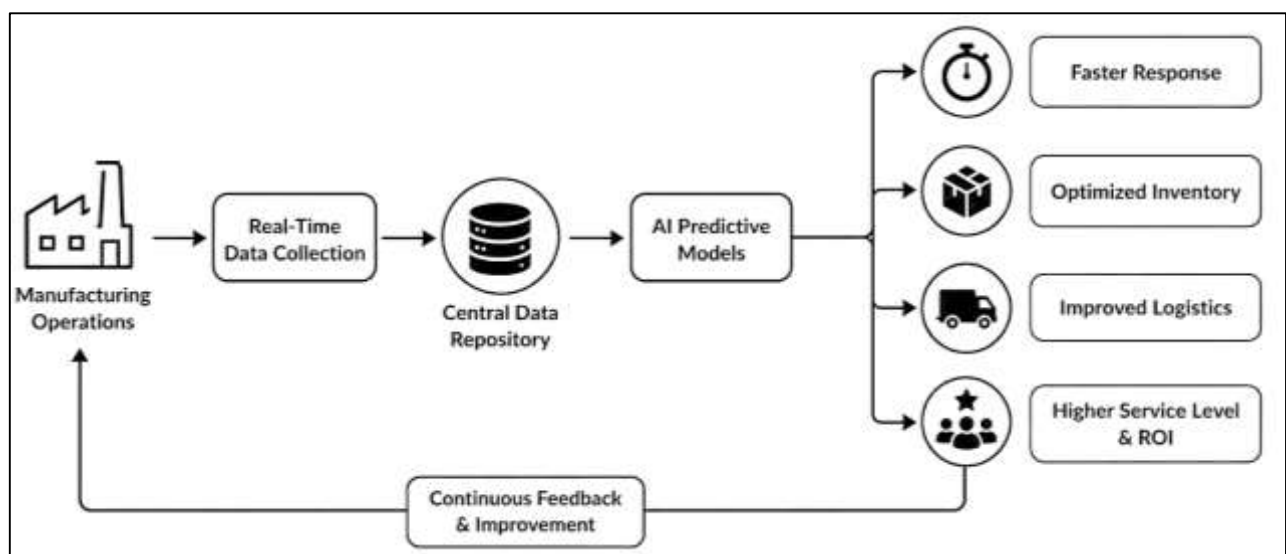 Manufacturing
Operations
Real-Time
Data Collection
Central Data
Repository
AI Predictive
Models
Faster Response
Optimized Inventory
Improved Logistics
Higher Service Level
& ROI
Continuous Feedback
& Improvement